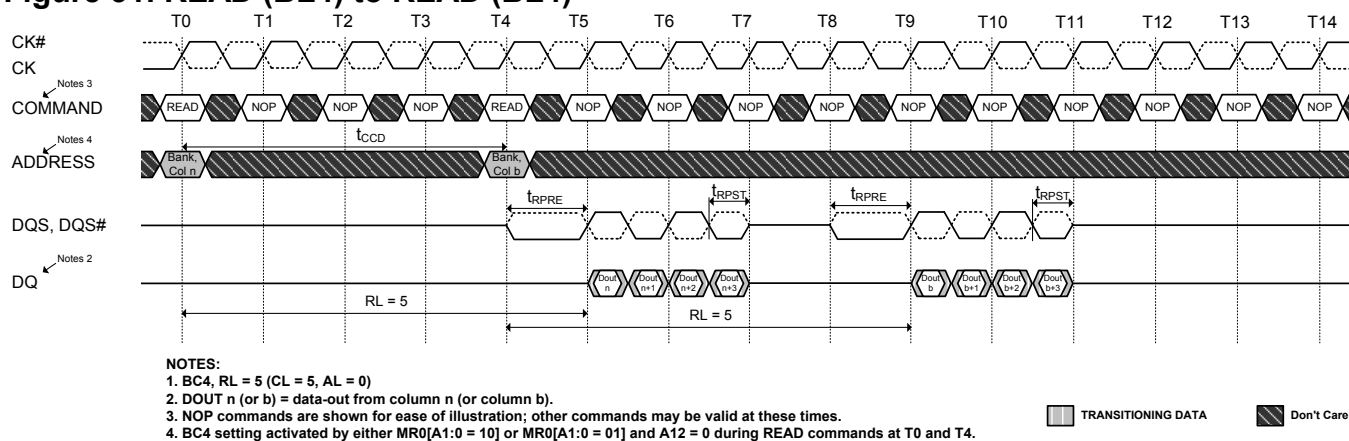 T0 T1 T2 T3 T4 T5 T6 T7 T8 T9 T10 T11 T12 T13 T14
CK#
CK
Notes 3
COMMAND READ NOP NOP NOP READ NOP NOP NOP NOP NOP NOP NOP NOP NOP NOP
Notes 4
tCCD
ADDRESS Bank, Col n Bank, Col b
tRPRE tRPST tRPRE tRPST
DQS, DQS#
Notes 2
DQ Dout n Dout n+1 Dout n+2 Dout n+3 Dout b Dout b+1 Dout b+2 Dout b+3
RL = 5
RL = 5
NOTES:
1. BC4, RL = 5 (CL = 5, AL = 0)
2. DOUT n (or b) = data-out from column n (or column b).
3. NOP commands are shown for ease of illustration; other commands may be valid at these times.
4. BC4 setting activated by either MR0[A1:0 = 10] or MR0[A1:0 = 01] and A12 = 0 during READ commands at T0 and T4.
TRANSITIONING DATA Don't Care